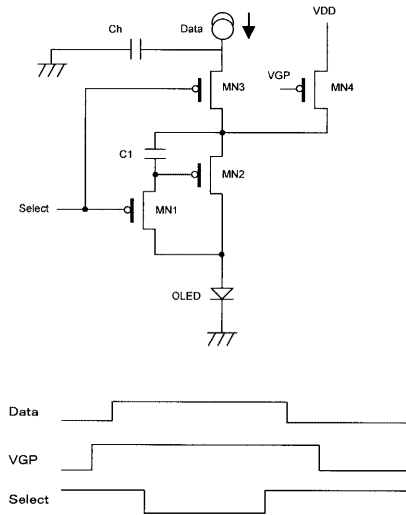 Ch
Data
VDD
MN3
VGP
MN4
C1
MN2
Select
MN1
OLED
Data
VGP
Select